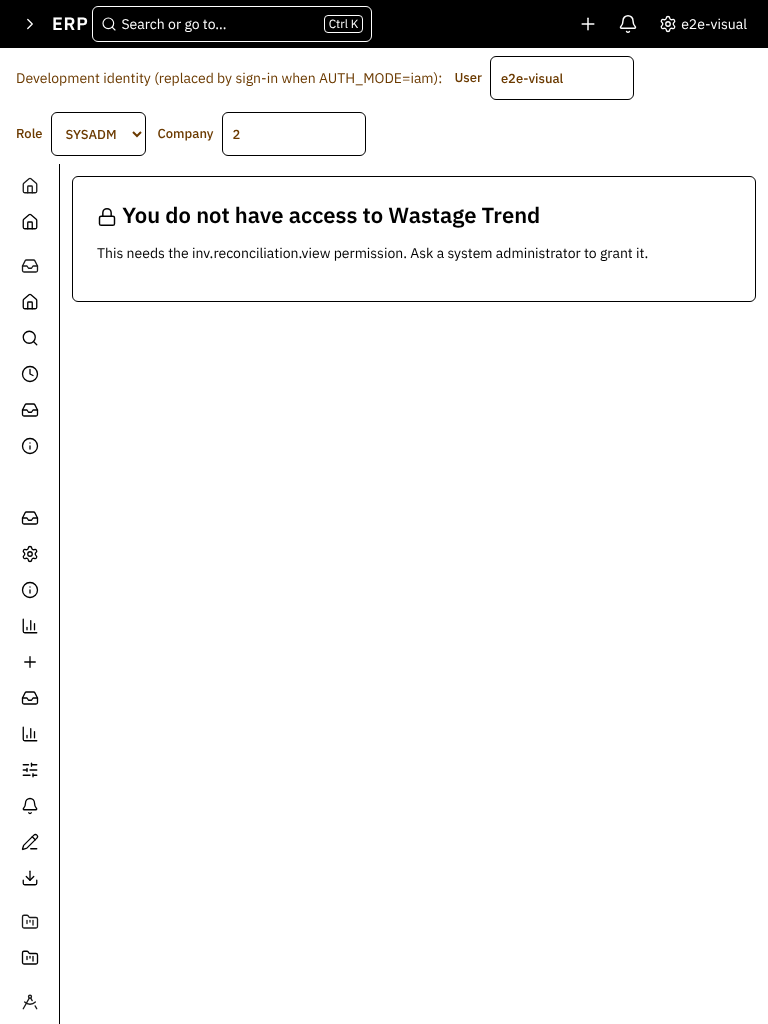 ERP Search or go to... Ctrl K e2e-visual
Development identity (replaced by sign-in when AUTH_MODE=iam): User e2e-visual
Role SYSADM Company 2
You do not have access to Wastage Trend
This needs the inv.reconciliation.view permission. Ask a system administrator to grant it.